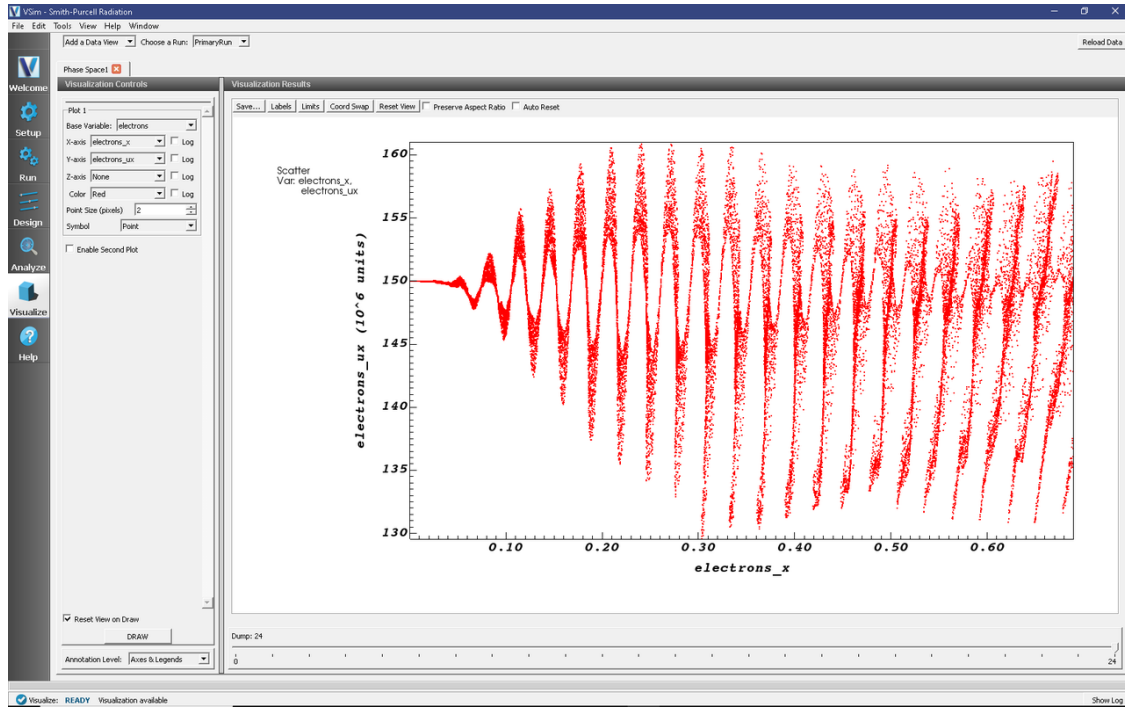 VSim - Smith-Purcell Radiation
File Edit Tools View Help Window
Add a Data View Choose a Run: PrimaryRun Reload Data
Phase Space1
Welcome
Setup
Run
Design
Analyze
Visualize
Help
Visualization Controls
Plot 1
Base Variable: electrons
X-axis electrons_x Log
Y-axis electrons_ux Log
Z-axis None Log
Color Red Log
Point Size (pixels) 2
Symbol Point
Enable Second Plot
Reset View on Draw
DRAW
Annotation Level: Axes & Legends
Visualization Results
Save... Labels Limits Coord Swap Reset View Preserve Aspect Ratio Auto Reset
Scatter
Var: electrons_x,
electrons_ux
electrons_ux (10^6 units)
160
155
150
145
140
135
130
0.10 0.20 0.30 0.40 0.50 0.60
electrons_x
Dump: 24
0 24
Visualize: READY Visualization available Show Log